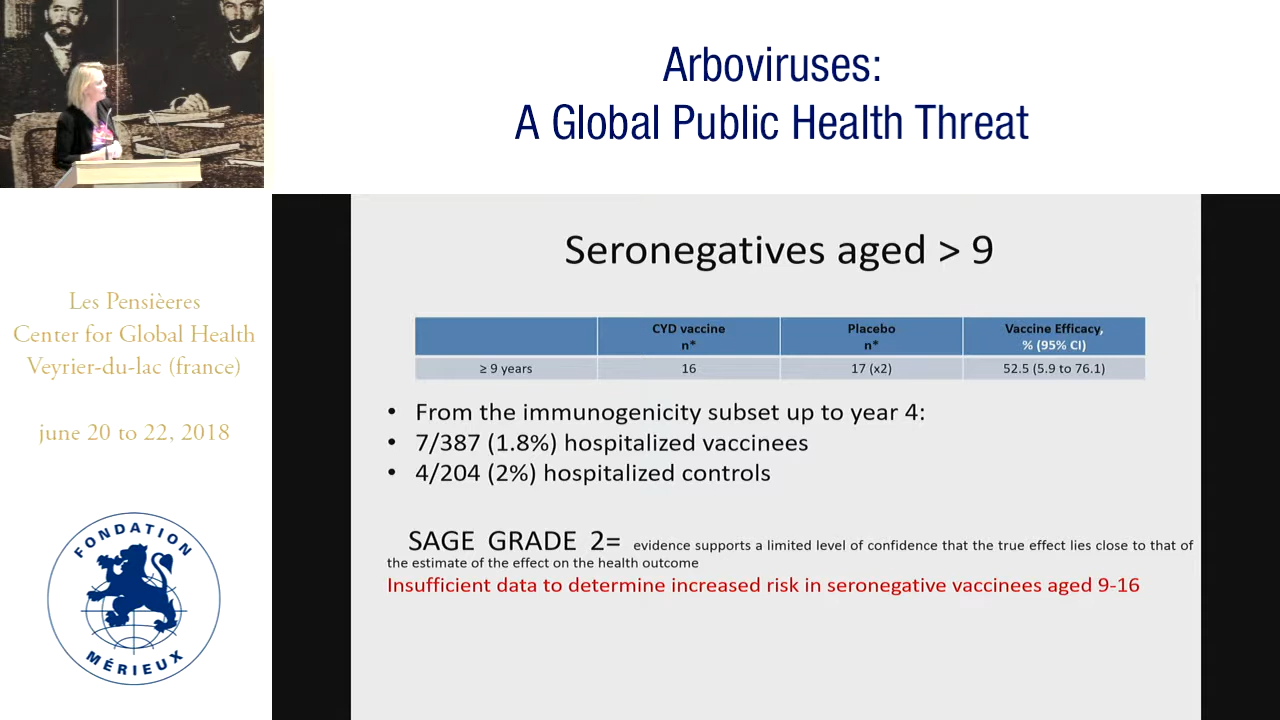 Arboviruses:
A Global Public Health Threat
Les Pensièeres
Center for Global Health
Veyrier-du-lac (france)
june 20 to 22, 2018
FONDATION
MÉRIEUX
Seronegatives aged > 9
CYD vaccine n* Placebo n* Vaccine Efficacy, % (95% CI)
≥ 9 years 16 17 (x2) 52.5 (5.9 to 76.1)
• From the immunogenicity subset up to year 4:
• 7/387 (1.8%) hospitalized vaccinees
• 4/204 (2%) hospitalized controls
SAGE GRADE 2= evidence supports a limited level of confidence that the true effect lies close to that of
the estimate of the effect on the health outcome
Insufficient data to determine increased risk in seronegative vaccinees aged 9-16